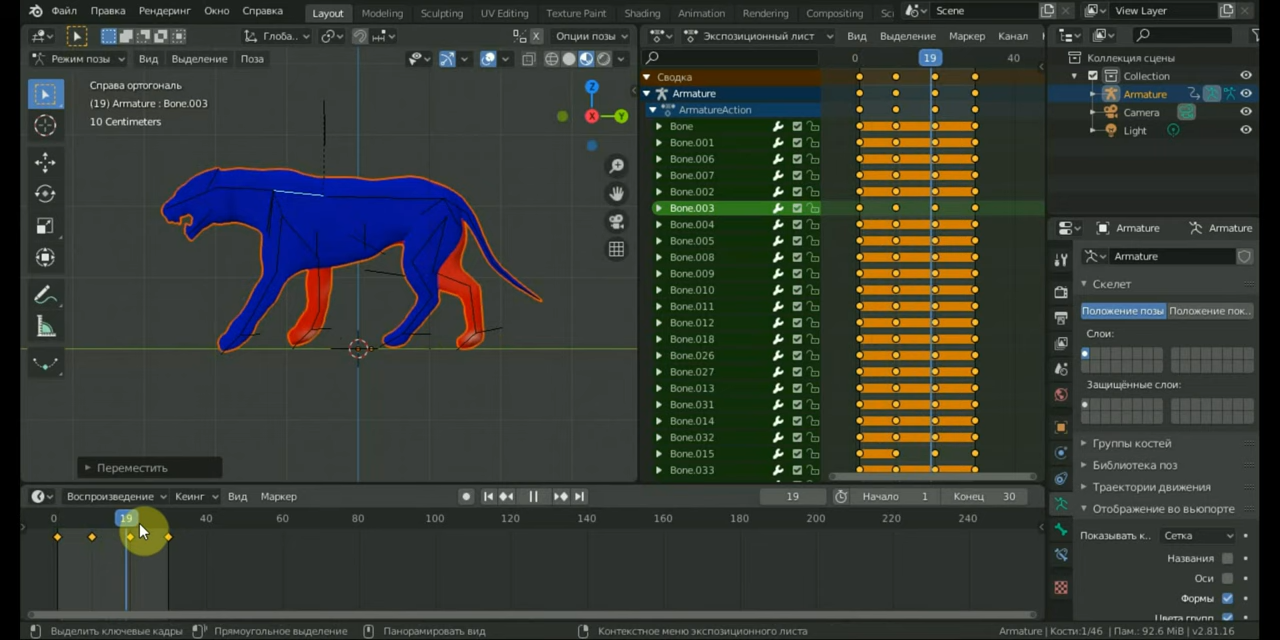 Файл Правка Рендеринг Окно Справка Layout Modeling Sculpting UV Editing Texture Paint Shading Animation Rendering Compositing Sc Scene View Layer
Глоба.. X Опции позы Экспозиционный лист Вид Выделение Маркер Канал
Режим позы Вид Выделение Поза
0 19 40
Коллекция сцены
Collection
Armature
Camera
Light
Справа ортогональ
(19) Armature : Bone.003
10 Centimeters
Z
X
Y
Переместить
Сводка
Armature
ArmatureAction
Bone
Bone.001
Bone.006
Bone.007
Bone.002
Bone.003
Bone.004
Bone.005
Bone.008
Bone.009
Bone.010
Bone.011
Bone.012
Bone.018
Bone.026
Bone.027
Bone.013
Bone.031
Bone.014
Bone.032
Bone.015
Bone.033
Armature Armature
Armature
Скелет
Положение позы Положение пок..
Слои:
Защищённые слои:
Группы костей
Библиотека поз
Траектории движения
Отображение во вьюпорте
Показывать к.. Сетка
Названия
Оси
Формы
Цвета групп
Воспроизведение Кеинг Вид Маркер 19 Начало 1 Конец 30
0 19 40 60 80 100 120 140 160 180 200 220 240
Выделить ключевые кадры Прямоугольное выделение Панорамировать вид Контекстное меню экспозиционного листа Armature | Кости:1/46 | Пам.: 92.6 MiB | v2.81.16